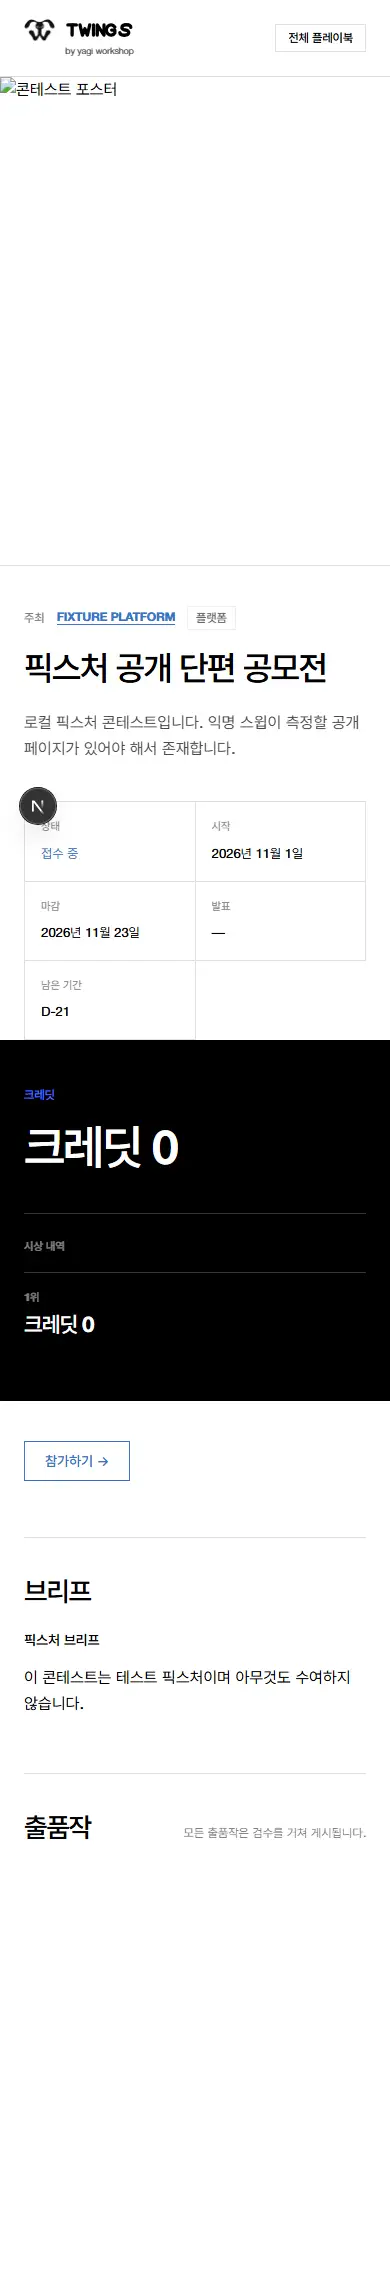 TWINGS
by yagi workshop
전체 플레이북
콘테스트 포스터
주최 FIXTURE PLATFORM 플랫폼
픽스처 공개 단편 공모전
로컬 픽스처 콘테스트입니다. 익명 스윕이 측정할 공개
페이지가 있어야 해서 존재합니다.
N
상태
접수 중
시작
2026년 11월 1일
마감
2026년 11월 23일
발표
—
남은 기간
D-21
크레딧
크레딧 0
시상 내역
1위
크레딧 0
참가하기 →
브리프
픽스처 브리프
이 콘테스트는 테스트 픽스처이며 아무것도 수여하지
않습니다.
출품작
모든 출품작은 검수를 거쳐 게시됩니다.